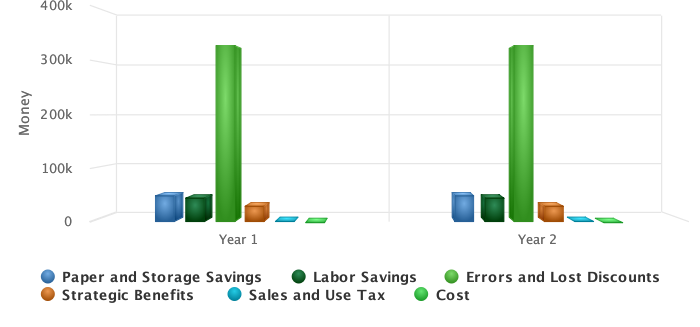 400k
300k
200k
100k
0
Money
Year 1 Year 2
Paper and Storage Savings Labor Savings Errors and Lost Discounts
Strategic Benefits Sales and Use Tax Cost